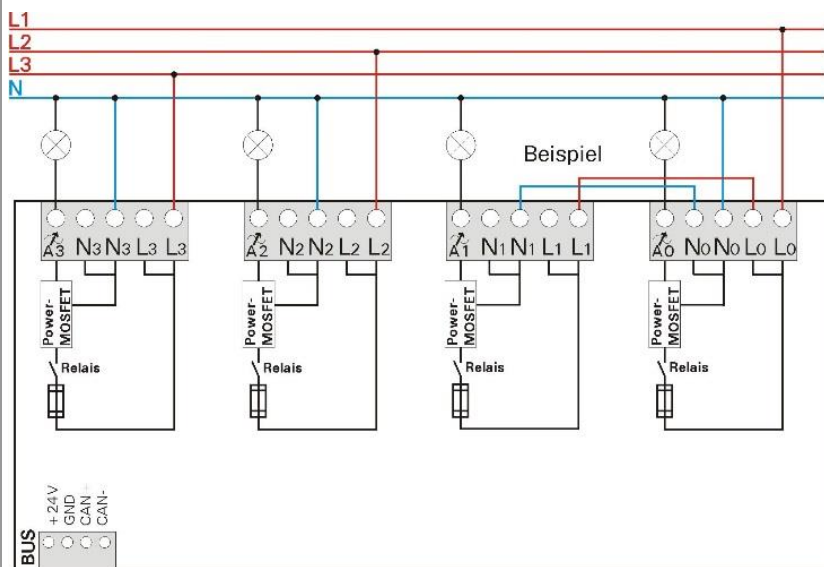 L1
L2
L3
N
Beispiel
A3 N3 N3 L3 L3
A2 N2 N2 L2 L2
A1 N1 N1 L1 L1
A0 N0 N0 L0 L0
Power-
MOSFET
Relais
Power-
MOSFET
Relais
Power-
MOSFET
Relais
Power-
MOSFET
Relais
BUS
+24V
GND
CAN+
CAN-